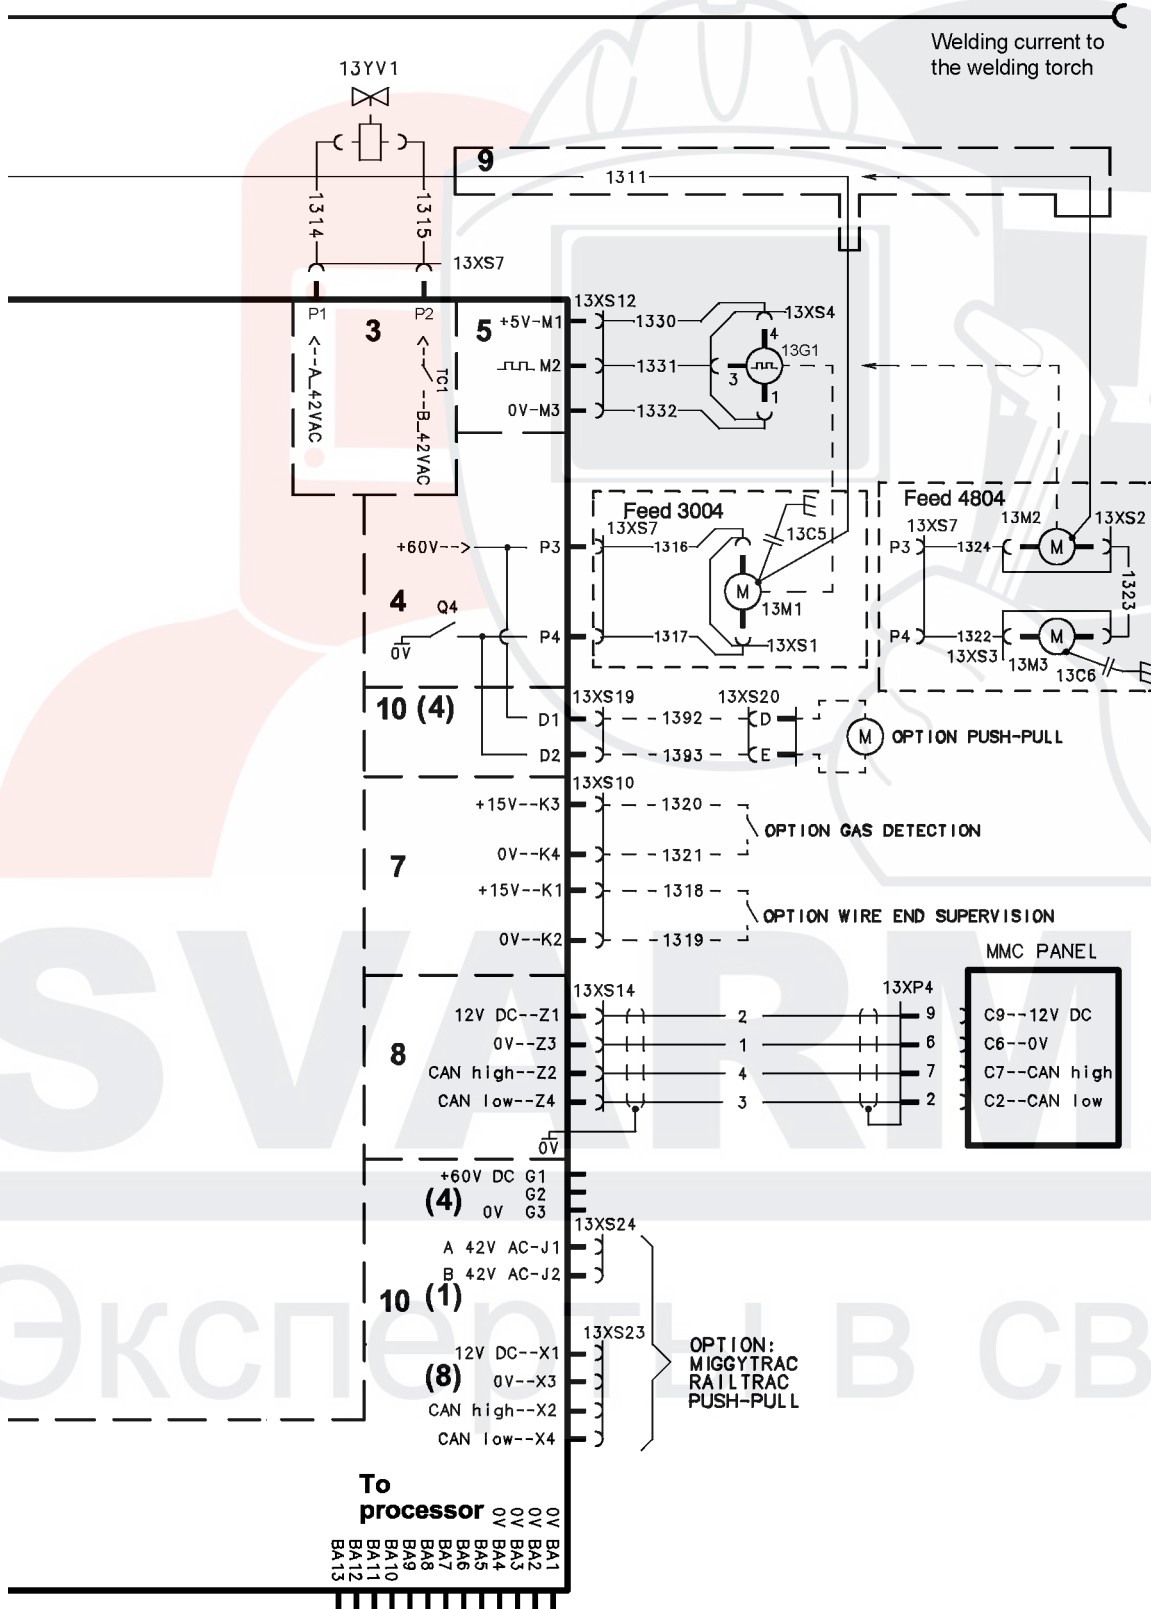 Welding current to
the welding torch
13YV1
9
1311
1314
1315
13XS7
P1
3
P2
5
+5V-M1
13XS12
1330
13XS4
4
<--A_42VAC
<--
TC1
--B_42VAC
M2
1331
3
13G1
1
0V-M3
1332
Feed 3004
13XS7
13C5
1316
13M1
1317
13XS1
Feed 4804
13XS7
13M2
13XS2
P3
1324
M
1323
P4
1322
M
13XS3
13M3
13C6
+60V-->
P3
M
4
Q4
0V
P4
10 (4)
13XS19
13XS20
D1
1392
D
M
OPTION PUSH-PULL
D2
1393
E
13XS10
+15V--K3
1320
OPTION GAS DETECTION
7
0V--K4
1321
+15V--K1
1318
OPTION WIRE END SUPERVISION
0V--K2
1319
MMC PANEL
13XS14
13XP4
12V DC--Z1
2
9
C9--12V DC
8
0V--Z3
1
6
C6--0V
CAN high--Z2
4
7
C7--CAN high
CAN low--Z4
3
2
C2--CAN low
0V
SVARM
+60V DC G1
(4)
G2
0V G3
13XS24
A 42V AC-J1
B 42V AC-J2
10 (1)
Эксперты в св
13XS23
12V DC--X1
(8)
0V--X3
CAN high--X2
CAN low--X4
OPTION:
MIGGYTRAC
RAILTRAC
PUSH-PULL
To
processor
BA13
BA12
BA11
BA10
BA9
BA8
BA7
BA6
BA5
0V BA4
0V BA3
0V BA2
0V BA1